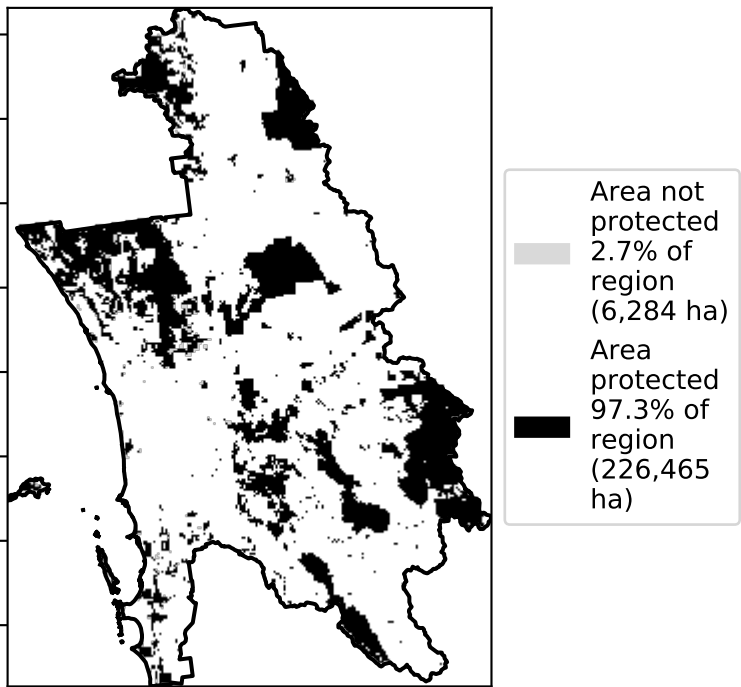 Area not
protected
2.7% of
region
(6,284 ha)
Area
protected
97.3% of
region
(226,465
ha)